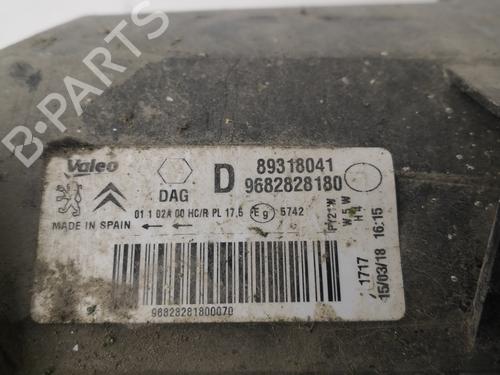 B-PARTS
Valeo
DAG
D
89318041
9682828180
01 1 02A 00 HC/R PL 17.5 E9 5742
MADE IN SPAIN
PY21W
W5W
H4
1717
15/03/18 16:15
96828281800070